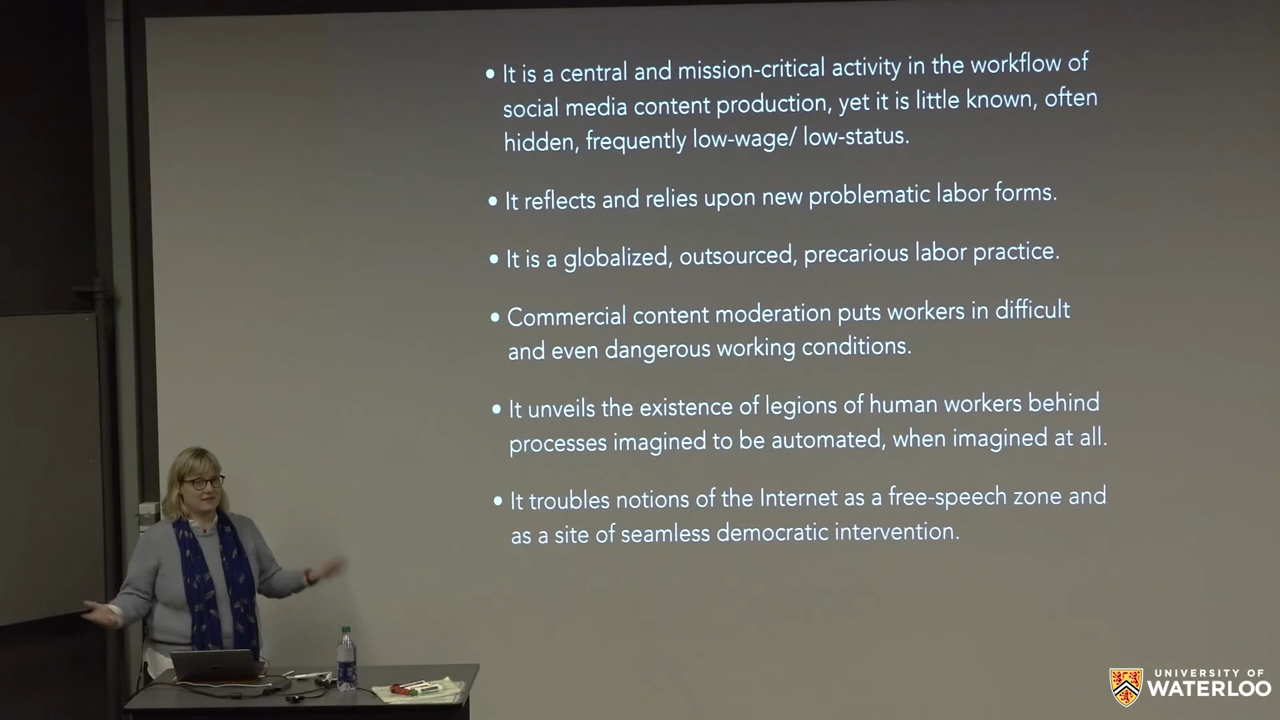 • It is a central and mission-critical activity in the workflow of
social media content production, yet it is little known, often
hidden, frequently low-wage/ low-status.
• It reflects and relies upon new problematic labor forms.
• It is a globalized, outsourced, precarious labor practice.
• Commercial content moderation puts workers in difficult
and even dangerous working conditions.
• It unveils the existence of legions of human workers behind
processes imagined to be automated, when imagined at all.
• It troubles notions of the Internet as a free-speech zone and
as a site of seamless democratic intervention.
UNIVERSITY OF
WATERLOO